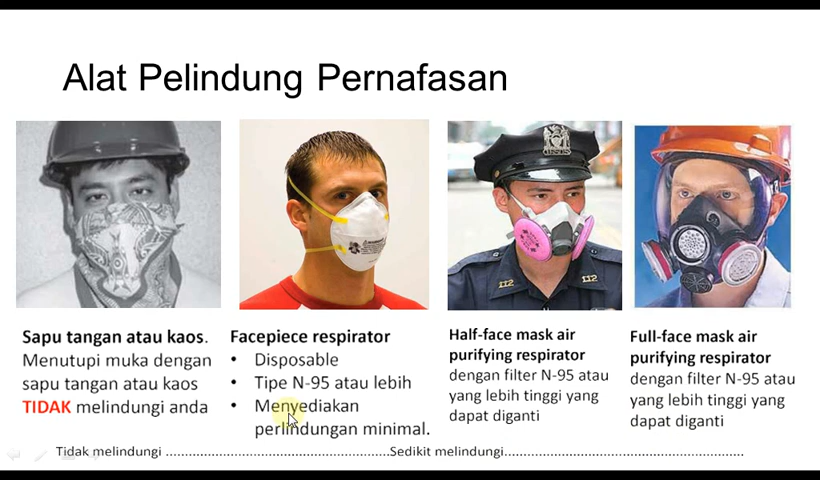 Alat Pelindung Pernafasan
Sapu tangan atau kaos.
Menutupi muka dengan
sapu tangan atau kaos
TIDAK melindungi anda
Facepiece respirator
• Disposable
• Tipe N-95 atau lebih
• Menyediakan
perlindungan minimal.
Half-face mask air
purifying respirator
dengan filter N-95 atau
yang lebih tinggi yang
dapat diganti
Full-face mask air
purifying respirator
dengan filter N-95 atau
yang lebih tinggi yang
dapat diganti
112
112
Tidak melindungi ..........................................................Sedikit melindungi..............................................................